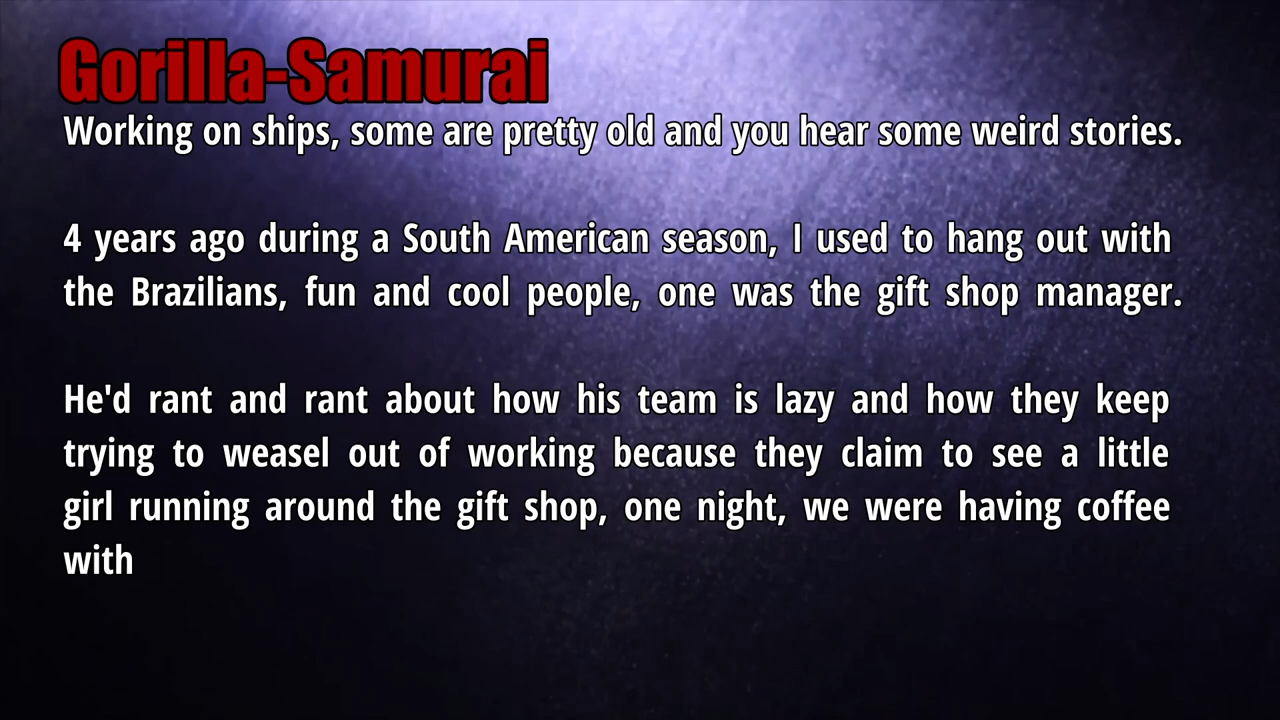 Gorilla-Samurai
Working on ships, some are pretty old and you hear some weird stories.
4 years ago during a South American season, I used to hang out with
the Brazilians, fun and cool people, one was the gift shop manager.
He'd rant and rant about how his team is lazy and how they keep
trying to weasel out of working because they claim to see a little
girl running around the gift shop, one night, we were having coffee
with